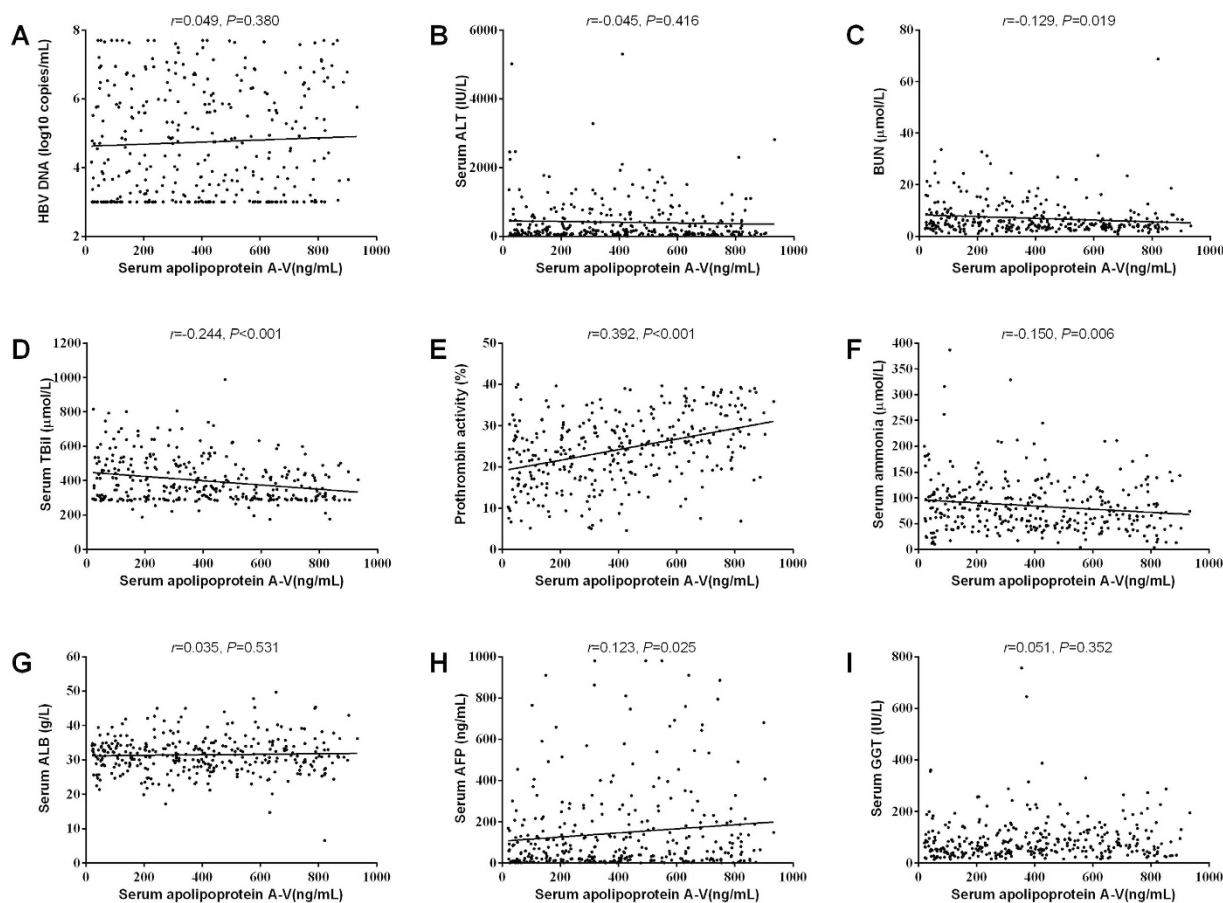 A
r=0.049, P=0.380
HBV DNA (log10 copies/mL)
8
6
4
2
0 200 400 600 800 1000
Serum apolipoprotein A-V(ng/mL)
B
r=-0.045, P=0.416
Serum ALT (IU/L)
6000
4000
2000
0
0 200 400 600 800 1000
Serum apolipoprotein A-V(ng/mL)
C
r=-0.129, P=0.019
BUN (μmol/L)
80
60
40
20
0
0 200 400 600 800 1000
Serum apolipoprotein A-V(ng/mL)
D
r=-0.244, P<0.001
Serum TBil (μmol/L)
1200
1000
800
600
400
200
0
0 200 400 600 800 1000
Serum apolipoprotein A-V(ng/mL)
E
r=0.392, P<0.001
Prothrombin activity (%)
50
40
30
20
10
0
0 200 400 600 800 1000
Serum apolipoprotein A-V(ng/mL)
F
r=-0.150, P=0.006
Serum ammonia (μmol/L)
400
350
300
250
200
150
100
50
0
0 200 400 600 800 1000
Serum apolipoprotein A-V(ng/mL)
G
r=0.035, P=0.531
Serum ALB (g/L)
60
50
40
30
20
10
0
0 200 400 600 800 1000
Serum apolipoprotein A-V(ng/mL)
H
r=0.123, P=0.025
Serum AFP (ng/mL)
1000
800
600
400
200
0
0 200 400 600 800 1000
Serum apolipoprotein A-V(ng/mL)
I
r=0.051, P=0.352
Serum GGT (IU/L)
800
600
400
200
0
0 200 400 600 800 1000
Serum apolipoprotein A-V(ng/mL)